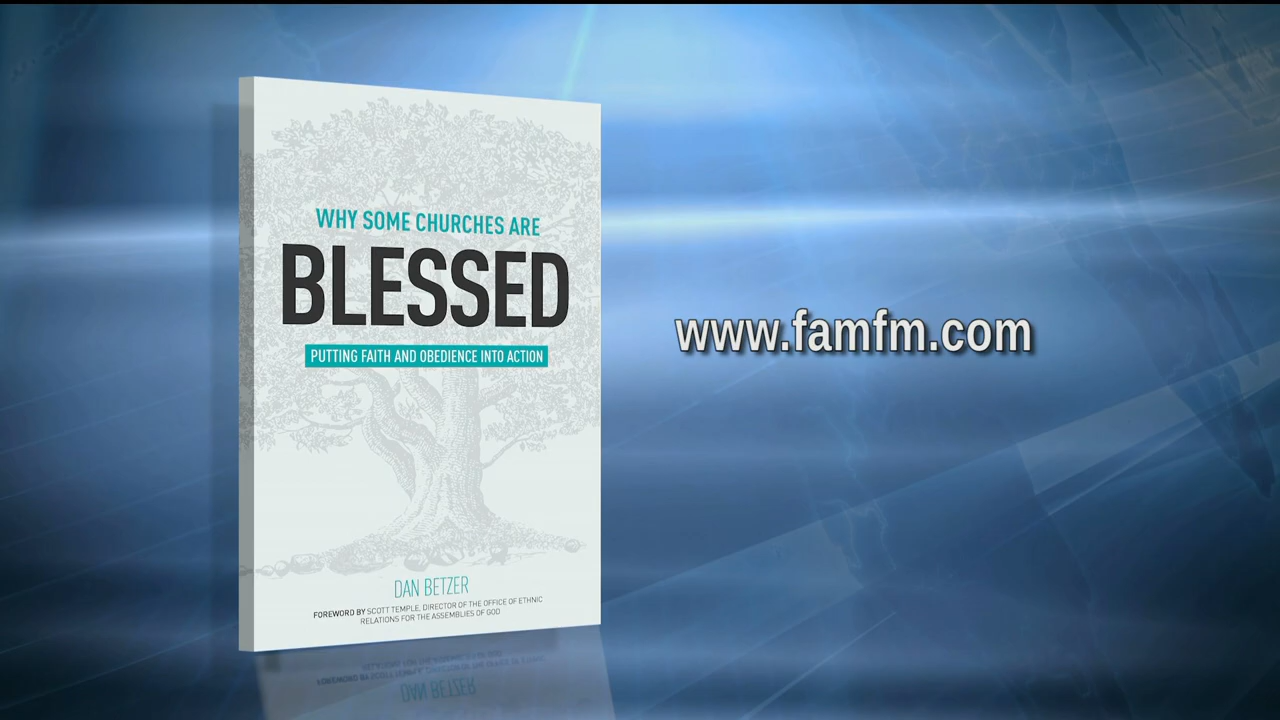 WHY SOME CHURCHES ARE
BLESSED
PUTTING FAITH AND OBEDIENCE INTO ACTION
DAN BETZER
FOREWORD BY SCOTT TEMPLE, DIRECTOR OF THE OFFICE OF ETHNIC
RELATIONS FOR THE ASSEMBLIES OF GOD
www.famfm.com